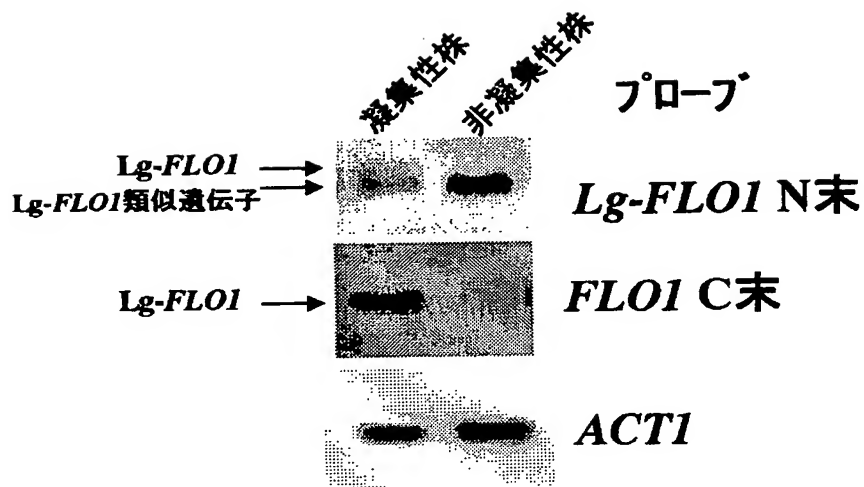 凝集性株
非凝集性株
プローブ
Lg-FLO1
Lg-FLO1類似遺伝子
Lg-FLO1 N末
Lg-FLO1
FLO1 C末
ACT1